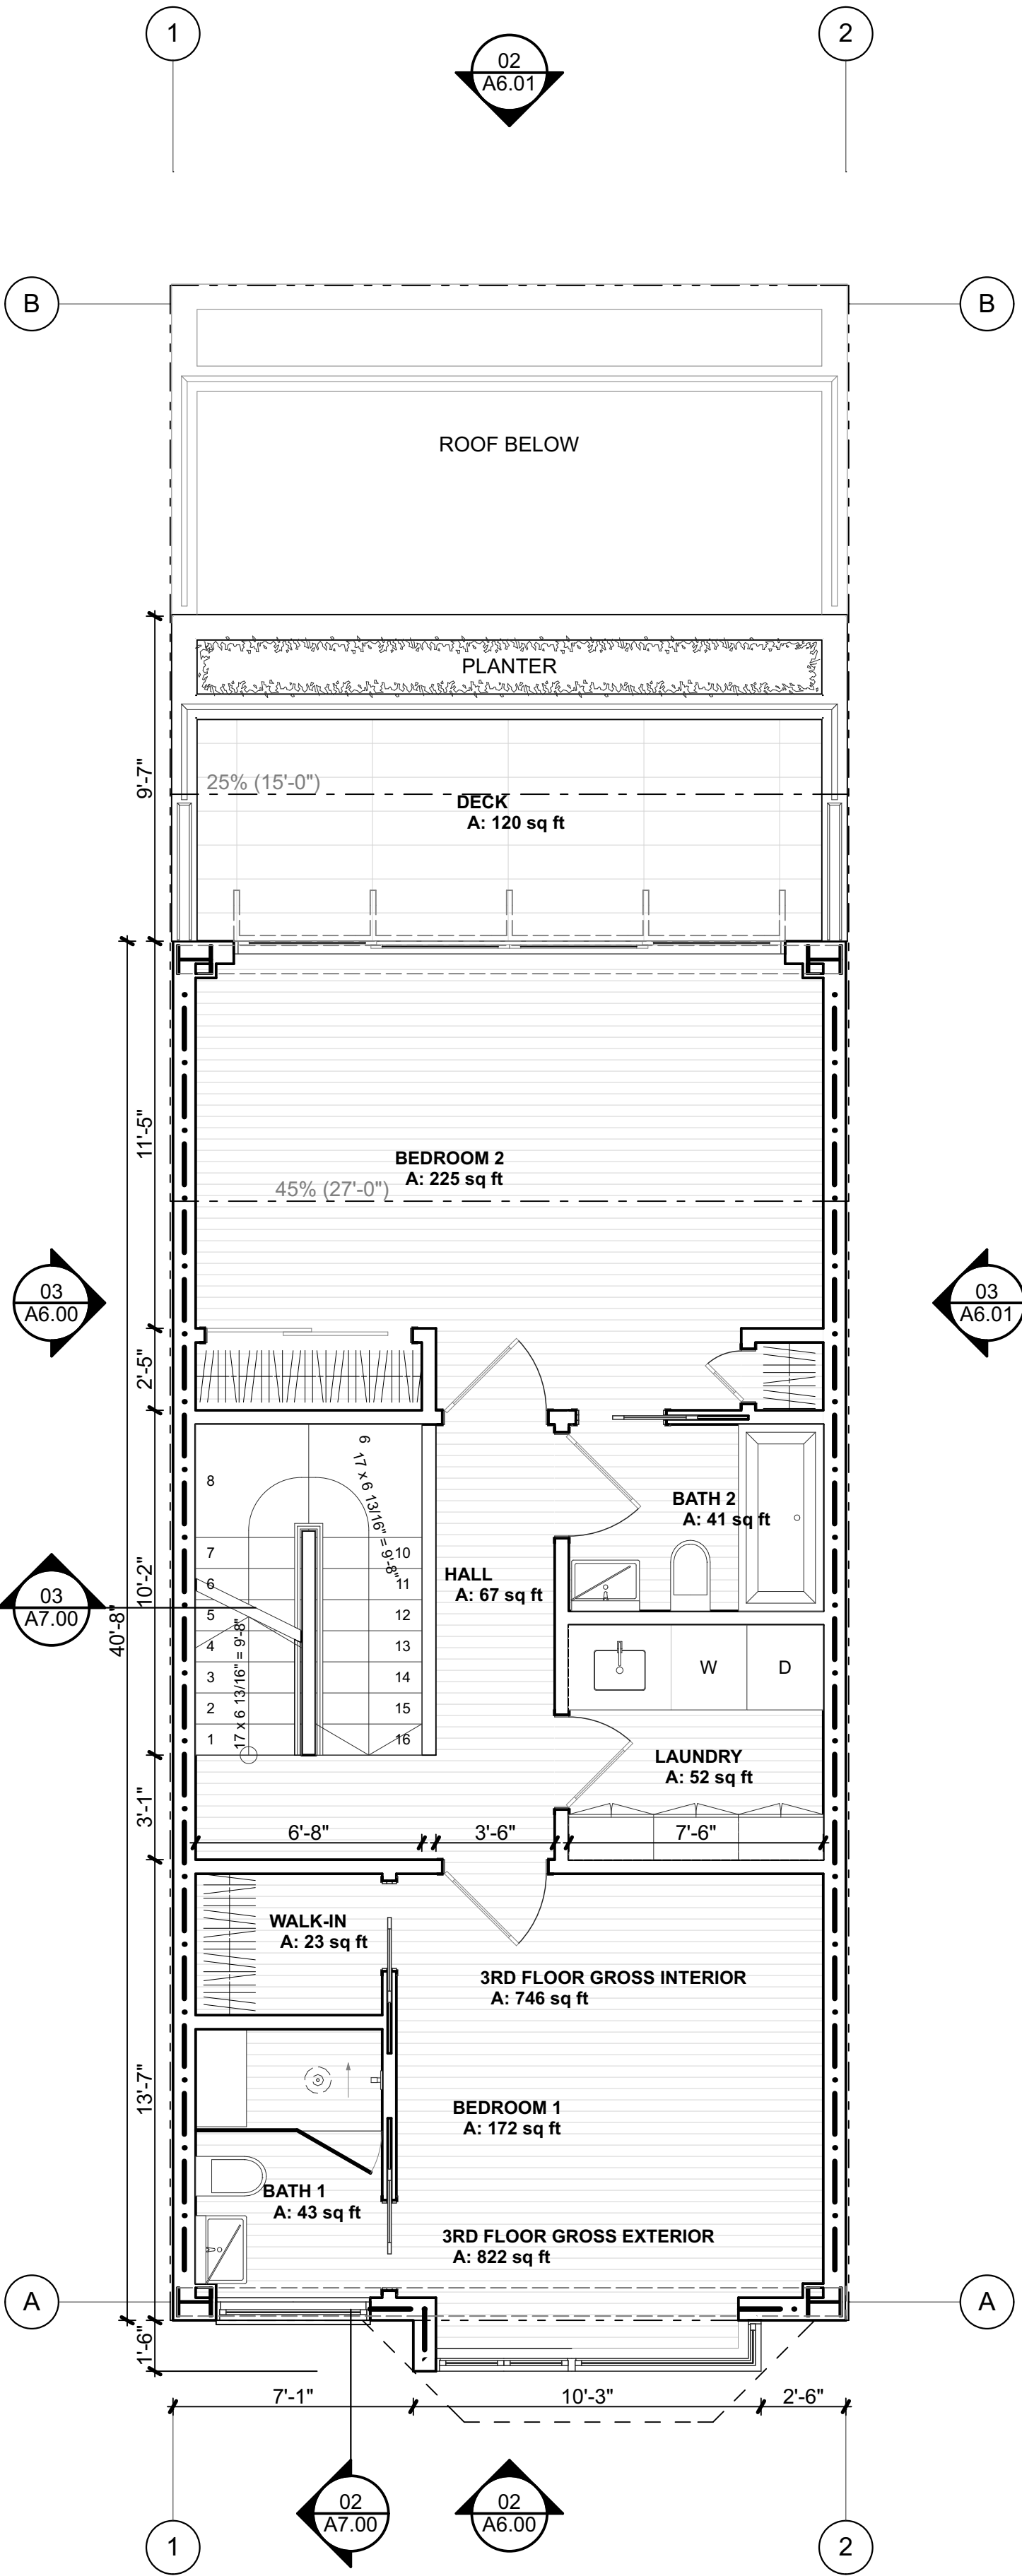 1
02
A6.01
2
B
B
ROOF BELOW
PLANTER
9'-7"
25% (15'-0")
DECK
A: 120 sq ft
11'-5"
BEDROOM 2
A: 225 sq ft
45% (27'-0")
03
A6.00
03
A6.01
2'-5"
9
17 x 6 13/16" = 9'-8"
8
BATH 2
A: 41 sq ft
7
10
03
A7.00
10'-2"
6
11
HALL
A: 67 sq ft
40'-8"
5
12
4
13
17 x 6 13/16" = 9'-8"
3
14
W
D
2
15
1
16
LAUNDRY
A: 52 sq ft
3'-1"
6'-8"
3'-6"
7'-6"
WALK-IN
A: 23 sq ft
3RD FLOOR GROSS INTERIOR
A: 746 sq ft
13'-7"
BEDROOM 1
A: 172 sq ft
BATH 1
A: 43 sq ft
3RD FLOOR GROSS EXTERIOR
A: 822 sq ft
A
A
1'-6"
7'-1"
10'-3"
2'-6"
02
A7.00
02
A6.00
1
2